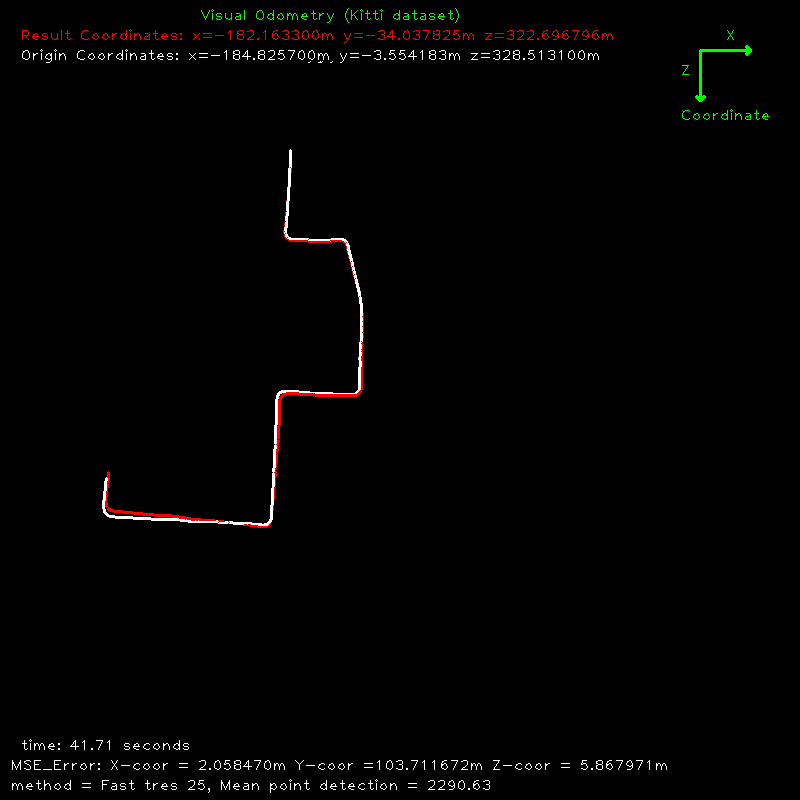 Visual Odometry (Kitti dataset)
Result Coordinates: x=-182.163300m y=-34.037825m z=322.696796m
Origin Coordinates: x=-184.825700m y=-3.554183m z=328.513100m
X
Z
Coordinate
time: 41.71 seconds
MSE_Error: X-coor = 2.058470m Y-coor =103.711672m Z-coor = 5.867971m
method = Fast tres 25, Mean point detection = 2290.63